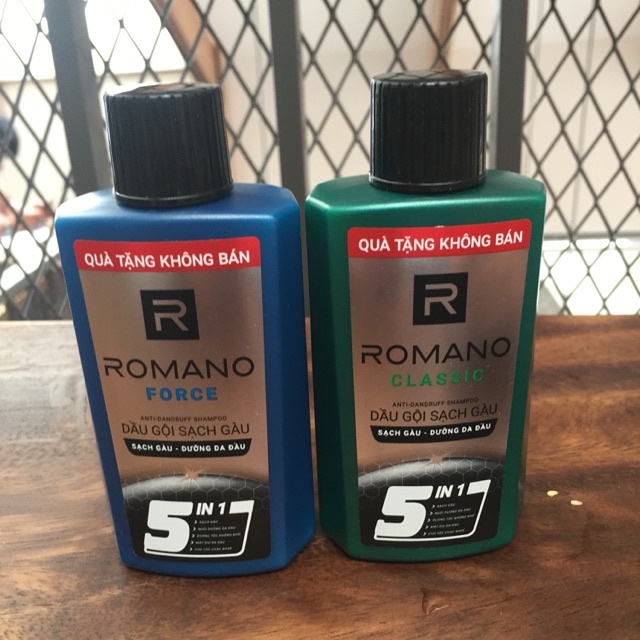 QUÀ TẶNG KHÔNG BÁN
R
ROMANO
FORCE
ANTI-DANDRUFF SHAMPOO
DẦU GỘI SẠCH GÀU
SẠCH GÀU - DƯỠNG DA ĐẦU
5 IN 1
QUÀ TẶNG KHÔNG BÁN
R
ROMANO
CLASSIC
ANTI-DANDRUFF SHAMPOO
DẦU GỘI SẠCH GÀU
SẠCH GÀU - DƯỠNG DA ĐẦU
5 IN 1